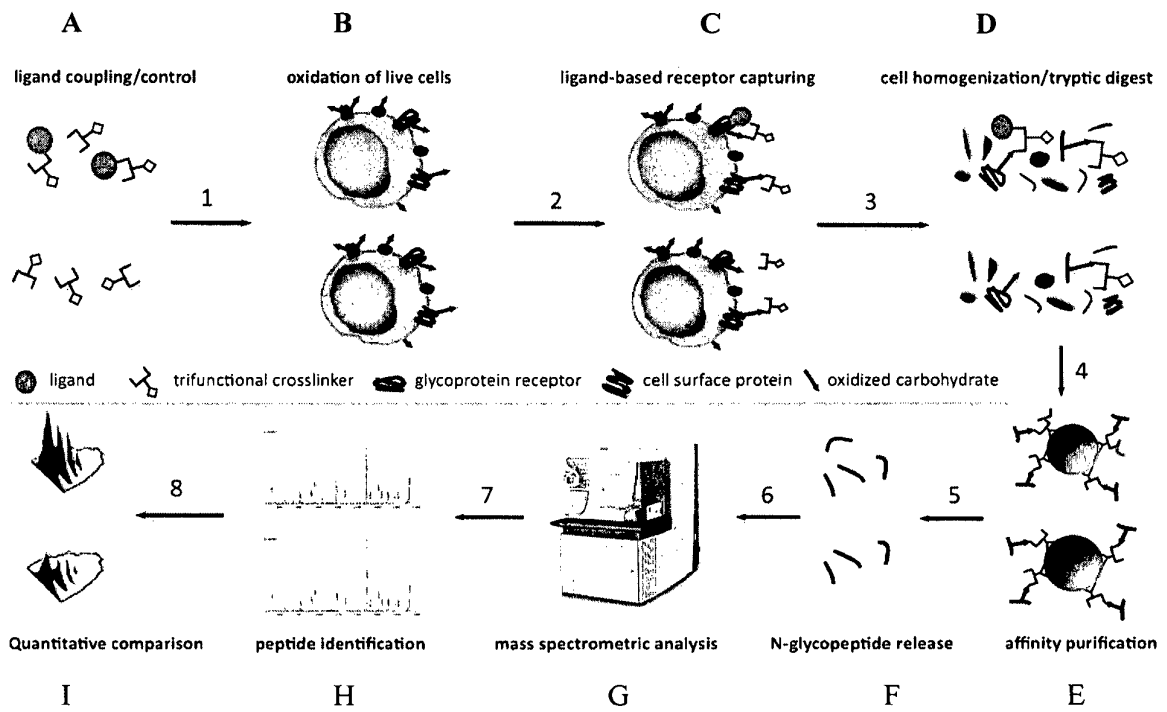 A B C D
ligand coupling/control oxidation of live cells ligand-based receptor capturing cell homogenization/tryptic digest
1 2 3
ligand trifunctional crosslinker glycoprotein receptor cell surface protein oxidized carbohydrate
4
8 7 6 5
Quantitative comparison peptide identification mass spectrometric analysis N-glycopeptide release affinity purification
I H G F E